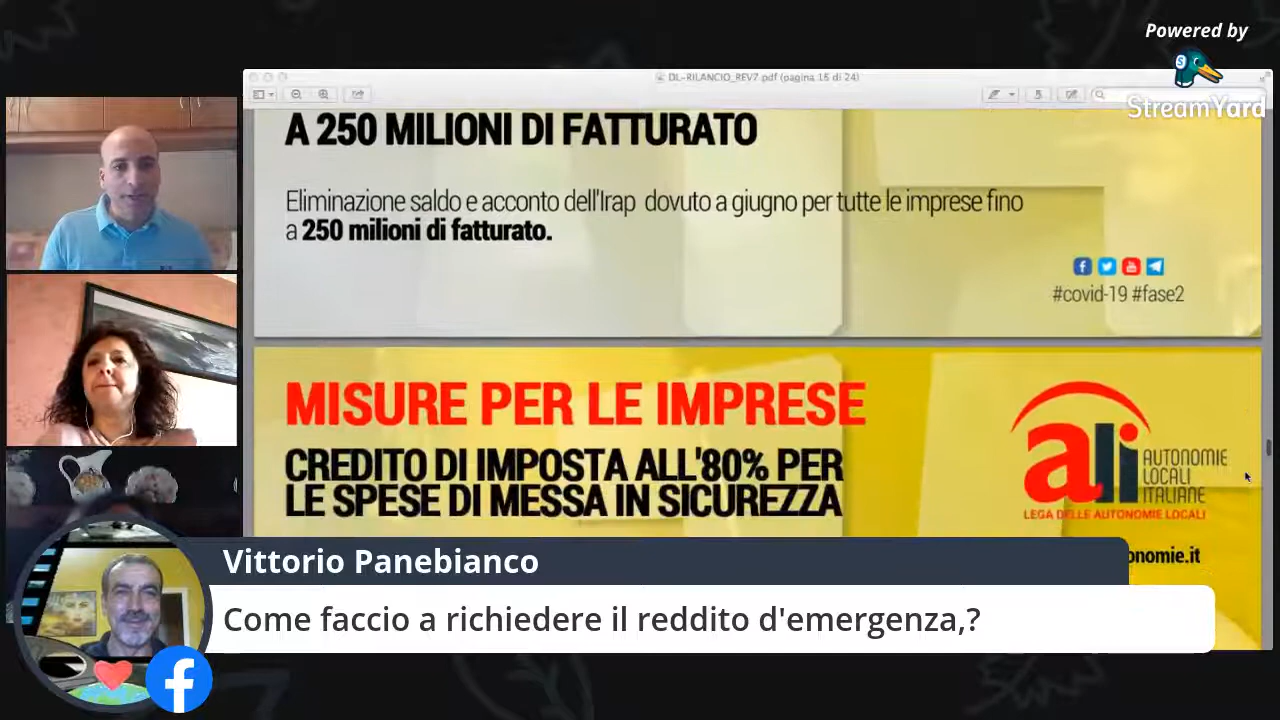 Powered by
StreamYard
DL-RILANCIO_REV7.pdf (pagina 15 di 24)
A 250 MILIONI DI FATTURATO
Eliminazione saldo e acconto dell'Irap dovuto a giugno per tutte le imprese fino
a 250 milioni di fatturato.
#covid-19 #fase2
MISURE PER LE IMPRESE
CREDITO DI IMPOSTA ALL'80% PER
LE SPESE DI MESSA IN SICUREZZA
ali AUTONOMIE
LOCALI
ITALIANE
LEGA DELLE AUTONOMIE LOCALI
onomie.it
Vittorio Panebianco
Come faccio a richiedere il reddito d'emergenza,?